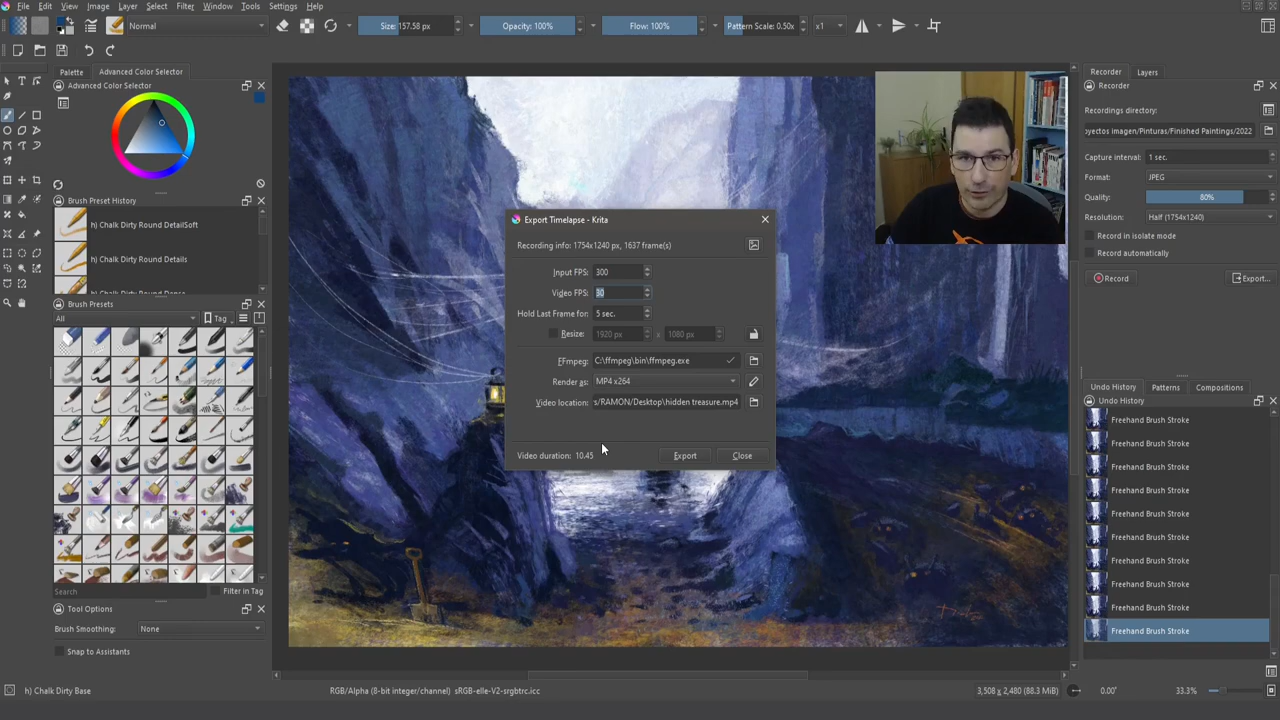 File Edit View Image Layer Select Filter Tools Settings Window Help
Normal Size: 157.58 px Opacity: 100% Flow: 100% Pattern Scale: 0.50x x1
Palette Advanced Color Selector
Advanced Color Selector
Brush Preset History
h) Chalk Dirty Round DetailSoft
h) Chalk Dirty Round Details
h) Chalk Dirty Round Dense
Brush Presets
All Tag
Search Filter in Tag
Tool Options
Brush Smoothing: None
Snap to Assistants
h) Chalk Dirty Base
RGB/Alpha (8-bit integer/channel) sRGB-elle-V2-srgbtrc.icc
3,508 x 2,480 (88.3 MiB) 0.00° 33.3%
Export Timelapse - Krita
Recording info: 1754x1240 px, 1637 frame(s)
Input FPS: 300
Video FPS: 30
Hold Last Frame for: 5 sec.
Resize: 1920 px x 1080 px
FFmpeg: C:\ffmpeg\bin\ffmpeg.exe
Render as: MP4 x264
Video location: s/RAMON/Desktop\hidden treasure.mp4
Video duration: 10.45 Export Close
Recorder Layers
Recorder
Recordings directory:
oyectos imagen/Pinturas/Finished Paintings/2022
Capture interval: 1 sec.
Format: JPEG
Quality: 80%
Resolution: Half (1754x1240)
Record in isolate mode
Record automatically
Record Export...
Undo History Patterns Compositions
Undo History
Freehand Brush Stroke
Freehand Brush Stroke
Freehand Brush Stroke
Freehand Brush Stroke
Freehand Brush Stroke
Freehand Brush Stroke
Freehand Brush Stroke
Freehand Brush Stroke
Freehand Brush Stroke
Freehand Brush Stroke